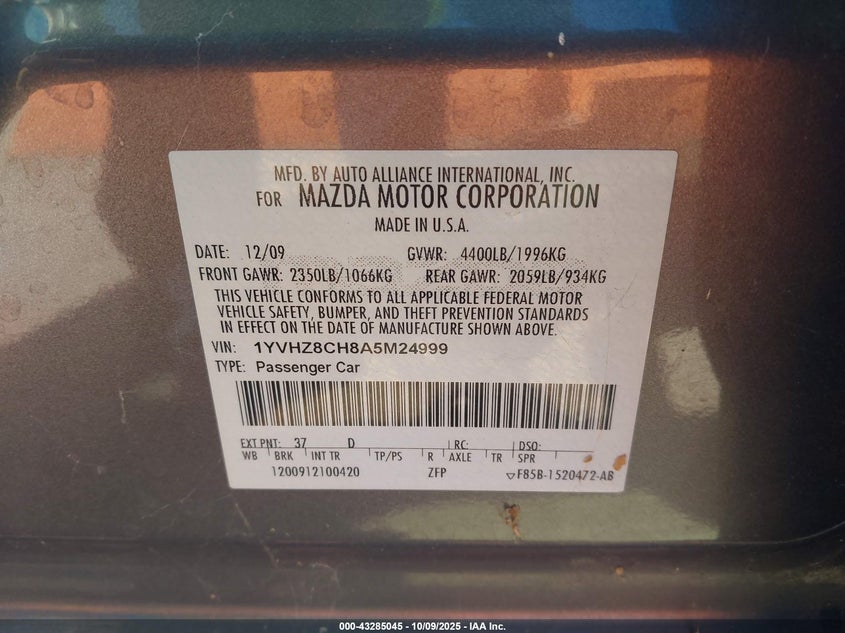 MFD. BY AUTO ALLIANCE INTERNATIONAL, INC.
FOR MAZDA MOTOR CORPORATION
MADE IN U.S.A.
DATE: 12/09 GVWR: 4400LB/1996KG
FRONT GAWR: 2350LB/1066KG REAR GAWR: 2059LB/934KG
THIS VEHICLE CONFORMS TO ALL APPLICABLE FEDERAL MOTOR
VEHICLE SAFETY, BUMPER, AND THEFT PREVENTION STANDARDS
IN EFFECT ON THE DATE OF MANUFACTURE SHOWN ABOVE.
VIN: 1YVHZ8CH8A5M24999
TYPE: Passenger Car
EXT PNT: 37 D RC: DSO:
WB BRK INT TR TP/PS R AXLE TR SPR
1200912100420 ZFP F85B-1520472-AB
000-43285045 - 10/09/2025 - IAA Inc.